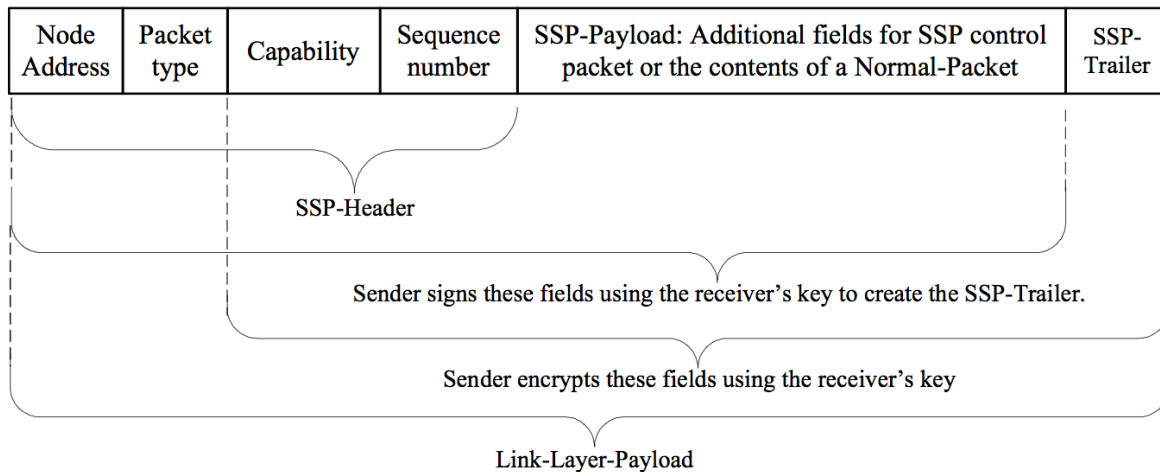 Node
Address
Packet
type
Capability
Sequence
number
SSP-Payload: Additional fields for SSP control
packet or the contents of a Normal-Packet
SSP-
Trailer
SSP-Header
Sender signs these fields using the receiver’s key to create the SSP-Trailer.
Sender encrypts these fields using the receiver’s key
Link-Layer-Payload